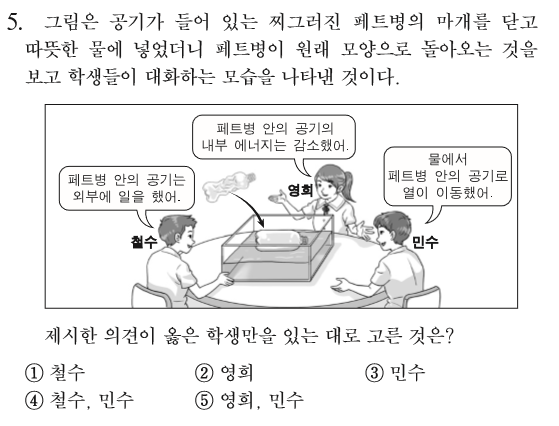 5. 그림은 공기가 들어 있는 찌그러진 페트병의 마개를 닫고
따뜻한 물에 넣었더니 페트병이 원래 모양으로 돌아오는 것을
보고 학생들이 대화하는 모습을 나타낸 것이다.
페트병 안의 공기의
내부 에너지는 감소했어.
물에서
페트병 안의 공기로
열이 이동했어.
페트병 안의 공기는
외부에 일을 했어.
영희
철수
민수
제시한 의견이 옳은 학생만을 있는 대로 고른 것은?
① 철수 ② 영희 ③ 민수
④ 철수, 민수 ⑤ 영희, 민수